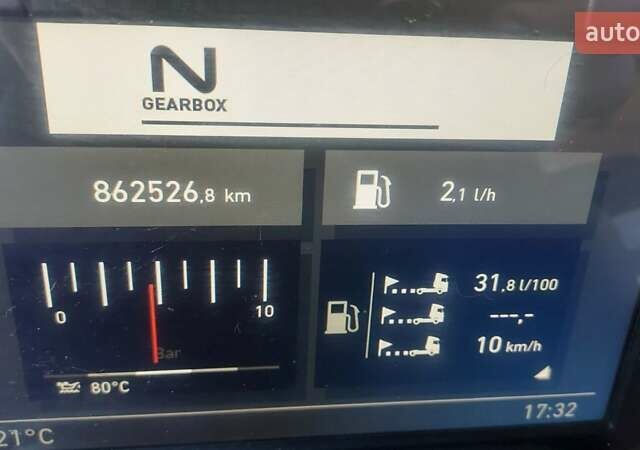 auto
N
GEARBOX
862526,8 km
2,1 l/h
0
10
Bar
80°C
31,8 l/100
---,-
10 km/h
17:32
21°C